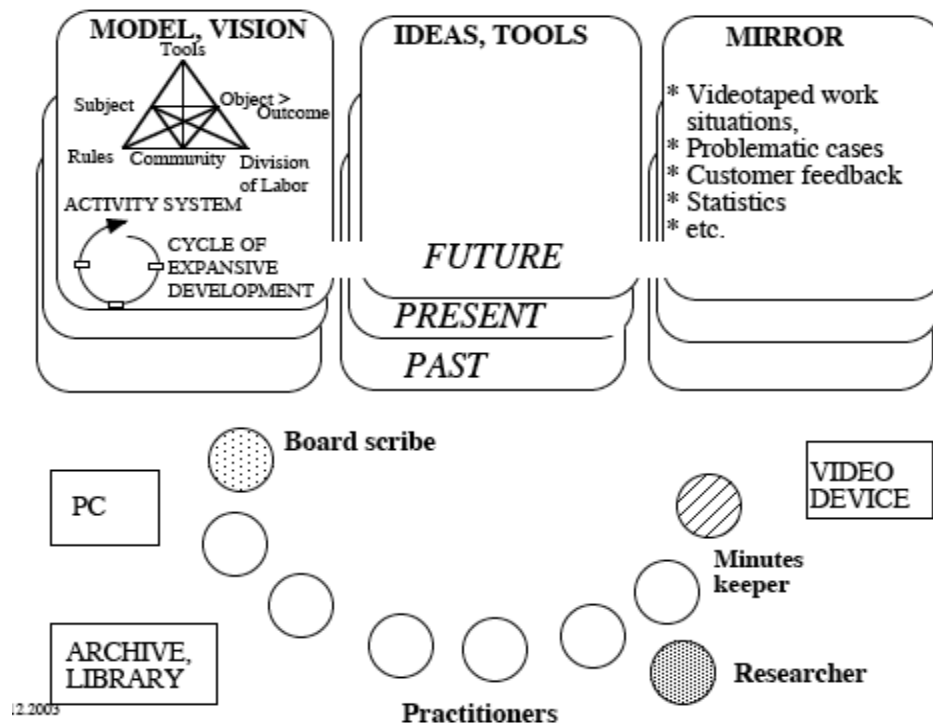 MODEL, VISION
Tools
Subject
Object >
Outcome
Rules
Community
Division
of Labor
ACTIVITY SYSTEM
CYCLE OF
EXPANSIVE
DEVELOPMENT
IDEAS, TOOLS
FUTURE
PRESENT
PAST
MIRROR
* Videotaped work
situations,
* Problematic cases
* Customer feedback
* Statistics
* etc.
Board scribe
PC
VIDEO
DEVICE
Minutes
keeper
ARCHIVE,
LIBRARY
Researcher
12.2003
Practitioners